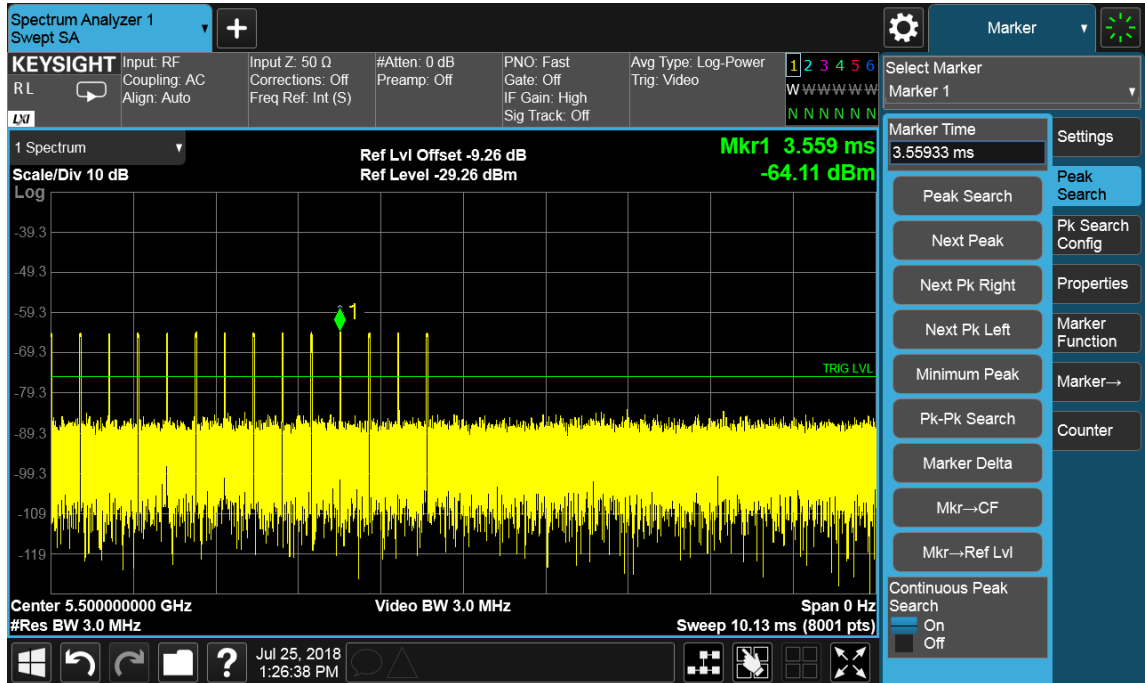 Spectrum Analyzer 1
Swept SA
+
Marker
KEYSIGHT
RL
LXI
Input: RF
Coupling: AC
Align: Auto
Input Z: 50 Ω
Corrections: Off
Freq Ref: Int (S)
#Atten: 0 dB
Preamp: Off
PNO: Fast
Gate: Off
IF Gain: High
Sig Track: Off
Avg Type: Log-Power
Trig: Video
1 2 3 4 5 6
W W W W W W
N N N N N N
Select Marker
Marker 1
1 Spectrum
Scale/Div 10 dB
Log
Ref Lvl Offset -9.26 dB
Ref Level -29.26 dBm
Mkr1 3.559 ms
-64.11 dBm
-39.3
-49.3
-59.3
-69.3
-79.3
-89.3
-99.3
-109
-119
1
TRIG LVL
Center 5.500000000 GHz
#Res BW 3.0 MHz
Video BW 3.0 MHz
Span 0 Hz
Sweep 10.13 ms (8001 pts)
Marker Time
3.55933 ms
Peak Search
Next Peak
Next Pk Right
Next Pk Left
Minimum Peak
Pk-Pk Search
Marker Delta
Mkr→CF
Mkr→Ref Lvl
Continuous Peak
Search
On
Off
Settings
Peak
Search
Pk Search
Config
Properties
Marker
Function
Marker→
Counter
?
Jul 25, 2018
1:26:38 PM